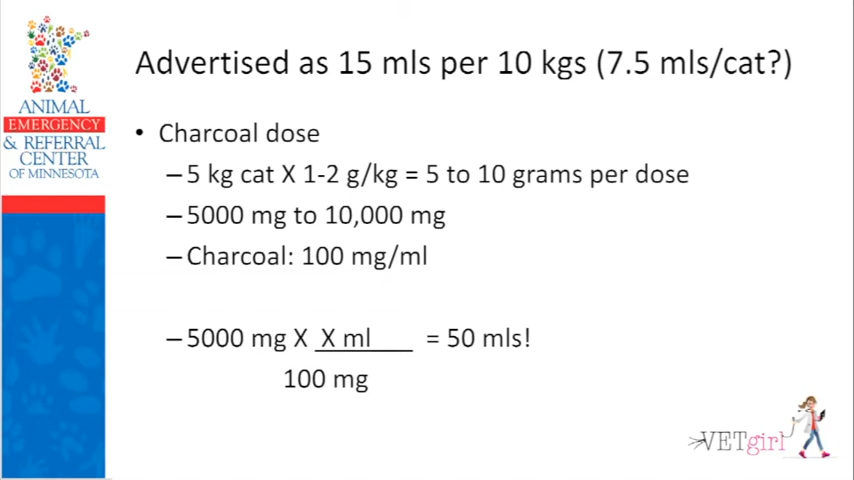 Advertised as 15 mls per 10 kgs (7.5 mls/cat?)
ANIMAL
EMERGENCY
& REFERRAL
CENTER
OF MINNESOTA
• Charcoal dose
–5 kg cat X 1-2 g/kg = 5 to 10 grams per dose
–5000 mg to 10,000 mg
–Charcoal: 100 mg/ml
–5000 mg X X ml = 50 mls!
100 mg
VETgirl